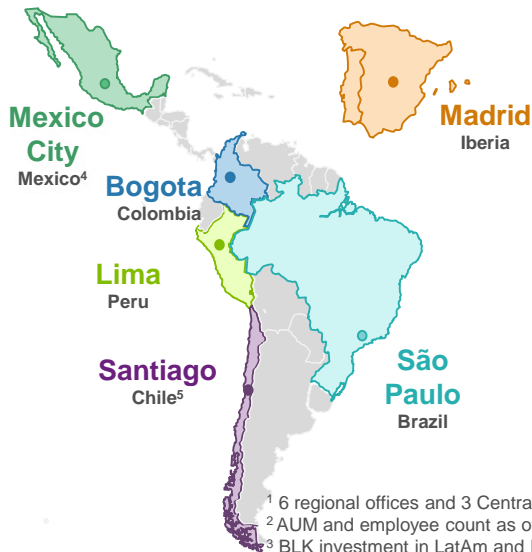 Mexico
City
Mexico⁴
Madrid
Iberia
Bogota
Colombia
Lima
Peru
Santiago
Chile⁵
São
Paulo
Brazil
¹ 6 regional offices and 3
² AUM and employee count as
³ BLK investment in LatAm and